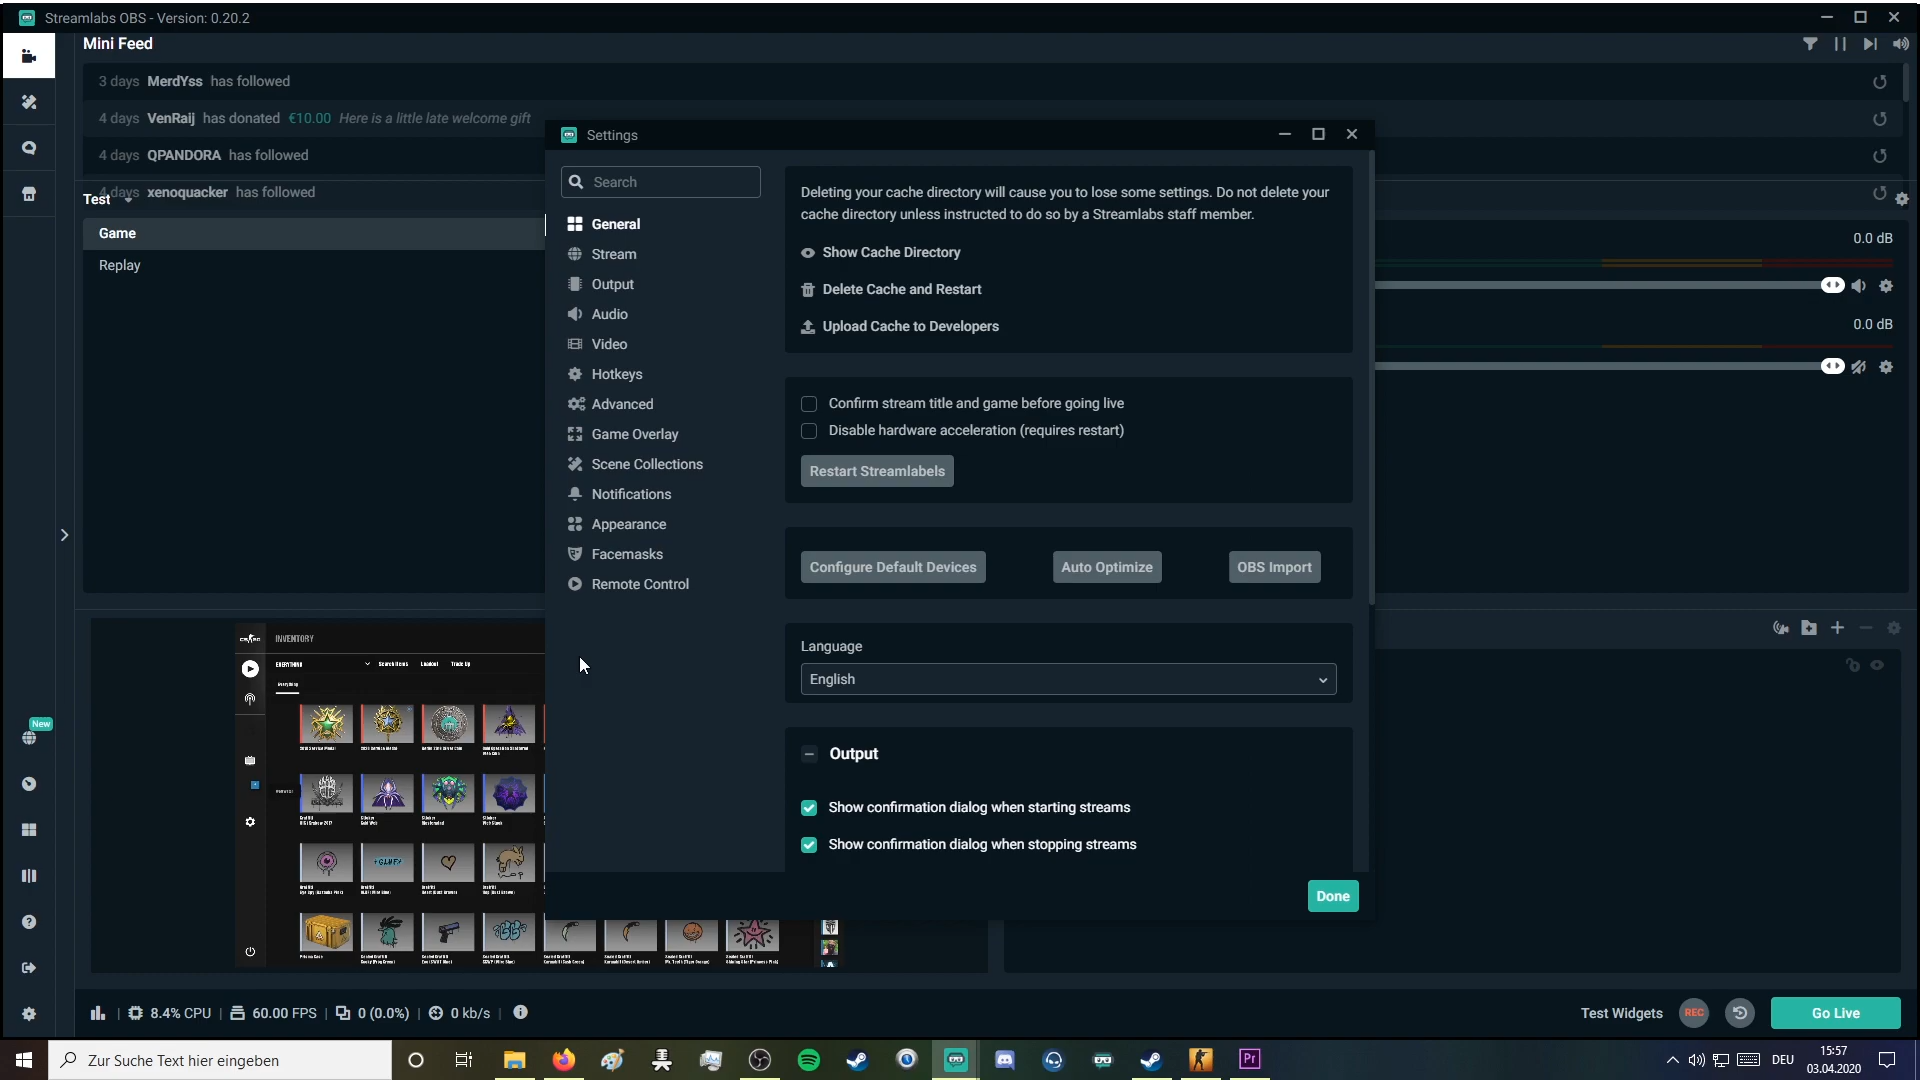 Streamlabs OBS - Version: 0.20.2
Mini Feed
3 days MerdYss has followed
4 days VenRaij has donated €10.00 Here is a little late welcome gift
4 days QPANDORA has followed
4 days xenoquacker has followed
Test
Game
Replay
Settings
Search
General
Stream
Output
Audio
Video
Hotkeys
Advanced
Game Overlay
Scene Collections
Notifications
Appearance
Facemasks
Remote Control
Deleting your cache directory will cause you to lose some settings. Do not delete your
cache directory unless instructed to do so by a Streamlabs staff member.
Show Cache Directory
Delete Cache and Restart
Upload Cache to Developers
Confirm stream title and game before going live
Disable hardware acceleration (requires restart)
Restart Streamlabels
Configure Default Devices
Auto Optimize
OBS Import
Language
English
Output
Show confirmation dialog when starting streams
Show confirmation dialog when stopping streams
Done
0.0 dB
0.0 dB
New
INVENTORY
EVERYTHING
Search Items
Loadout
Trade Up
Everything
8.4% CPU
60.00 FPS
0 (0.0%)
0 kb/s
Test Widgets
REC
Go Live
Zur Suche Text hier eingeben
Pr
DEU
15:57
03.04.2020